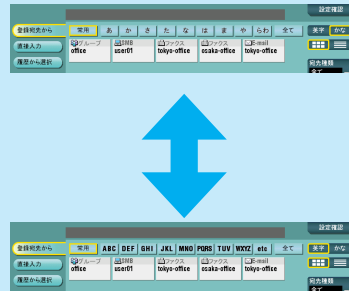 設定確認
登録宛先から 常用 あ か さ た な は ま や らわ 全て 英字 かな
直接入力 グループ SMB ファクス ファクス E-mail
office user01 tokyo-office osaka-office tokyo-office
履歴から選択 宛先種類
全て
設定確認
登録宛先から 常用 ABC DEF GHI JKL MNO PQRS TUV WXYZ etc 全て 英字 かな
直接入力 グループ SMB ファクス ファクス E-mail
office user01 tokyo-office osaka-office tokyo-office
履歴から選択 宛先種類
全て